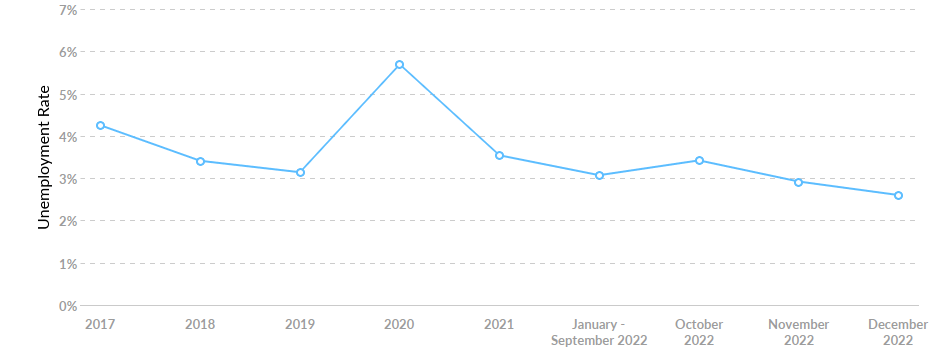 7%
6%
5%
4%
3%
2%
1%
0%
Unemployment Rate
2017
2018
2019
2020
2021
January -
September 2022
October
2022
November
2022
December
2022